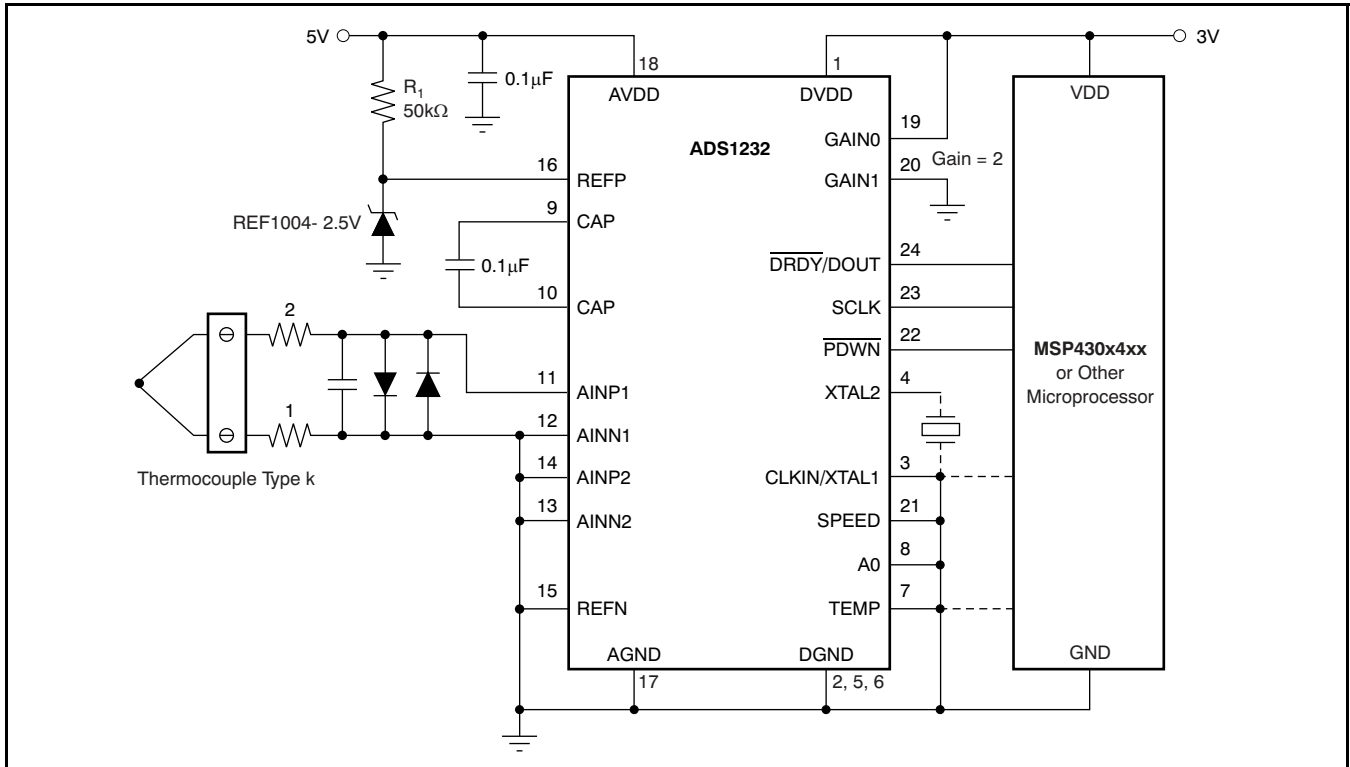 5V
3V
18
1
R1
50kΩ
0.1μF
AVDD
DVDD
VDD
19
GAIN0
ADS1232
Gain = 2
16
20
REFP
GAIN1
9
CAP
REF1004- 2.5V
24
DRDY/DOUT
0.1μF
10
23
CAP
SCLK
2
22
PDWN
MSP430x4xx
or Other
Microprocessor
11
4
AINP1
XTAL2
1
12
AINN1
14
3
Thermocouple Type k
AINP2
CLKIN/XTAL1
13
21
AINN2
SPEED
8
A0
15
7
REFN
TEMP
AGND
DGND
GND
17
2, 5, 6